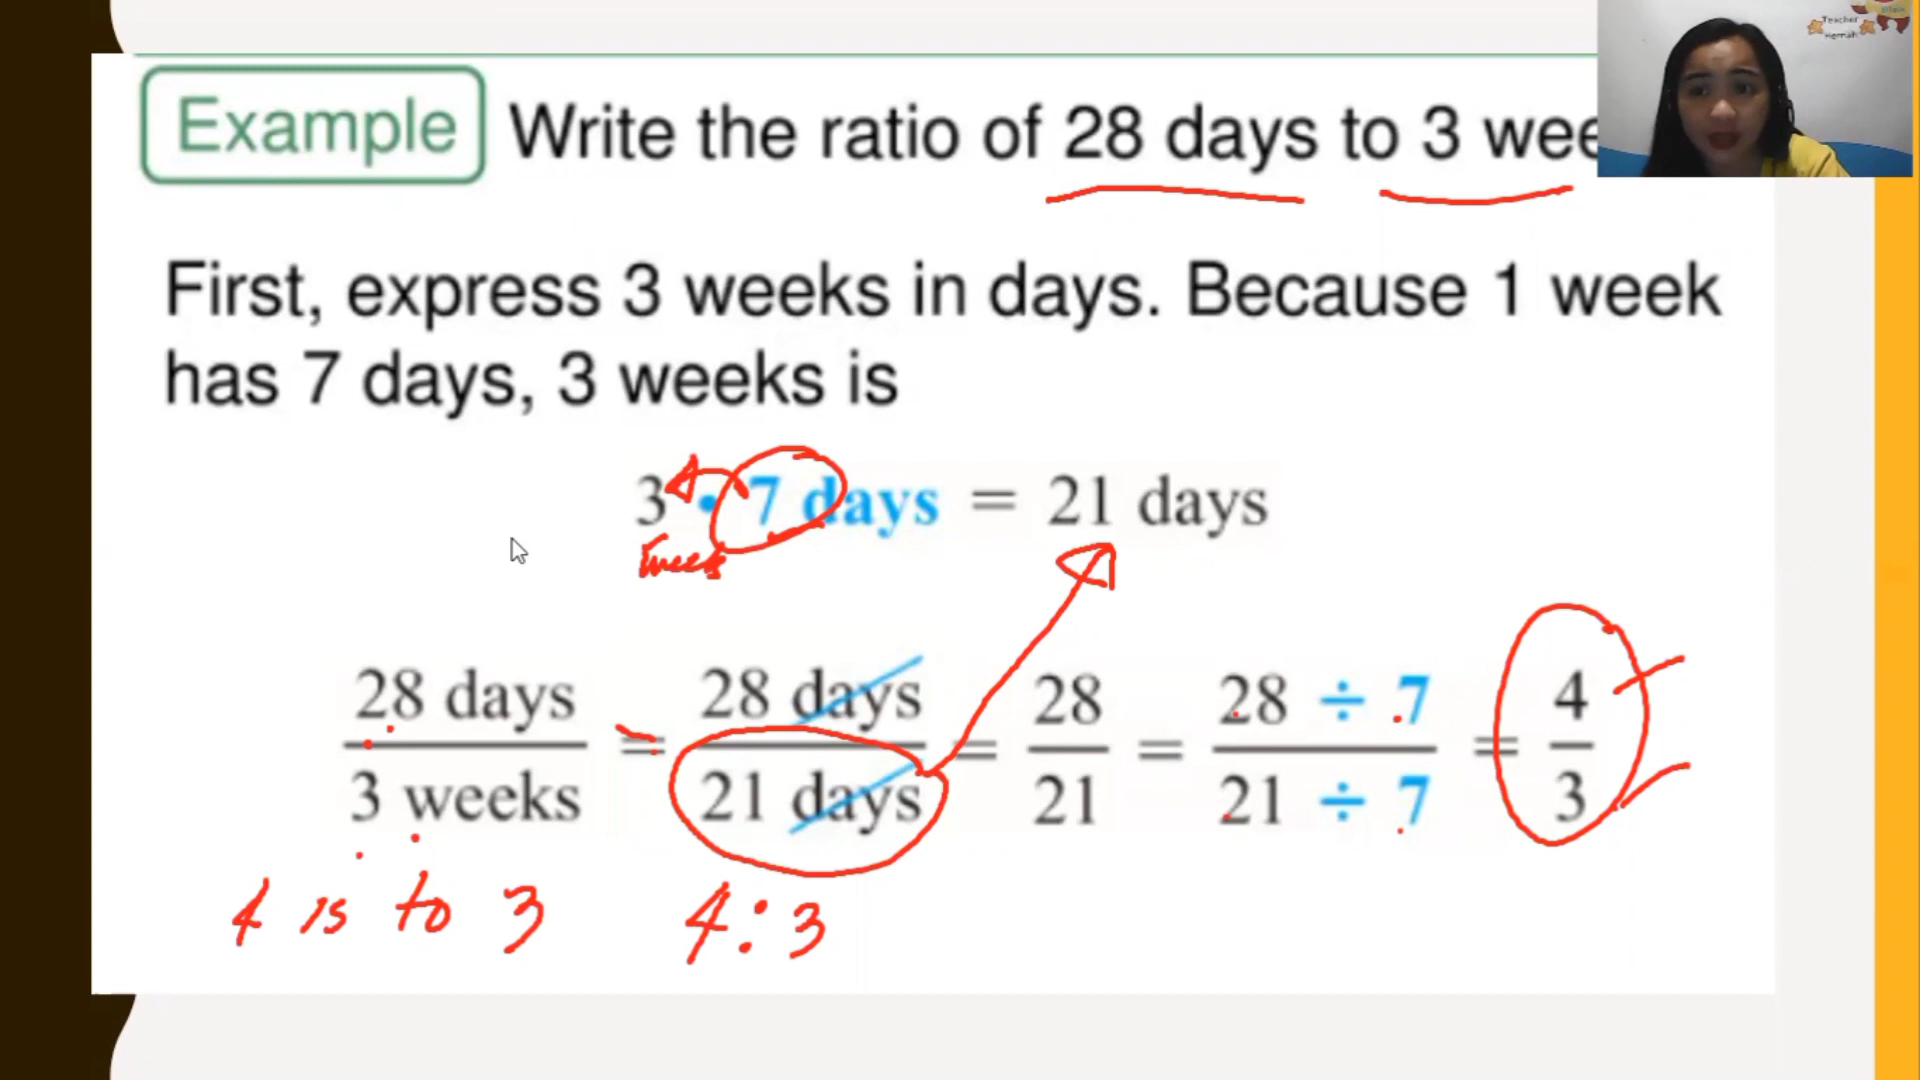 Example Write the ratio of 28 days to 3 wee
First, express 3 weeks in days. Because 1 week
has 7 days, 3 weeks is
3 • 7 days = 21 days
week
28 days / 3 weeks = 28 days / 21 days = 28 / 21 = 28 ÷ 7 / 21 ÷ 7 = 4 / 3
4 is to 3 4:3
Teacher